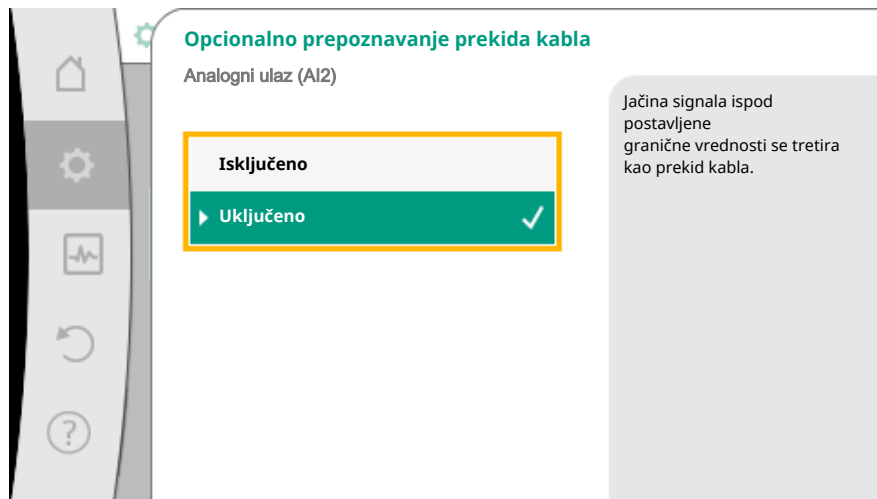 Opcionalno prepoznavanje prekida kabla
Analogni ulaz (AI2)
Isključeno
Uključeno
Jačina signala ispod
postavljene
granične vrednosti se tretira
kao prekid kabla.
?